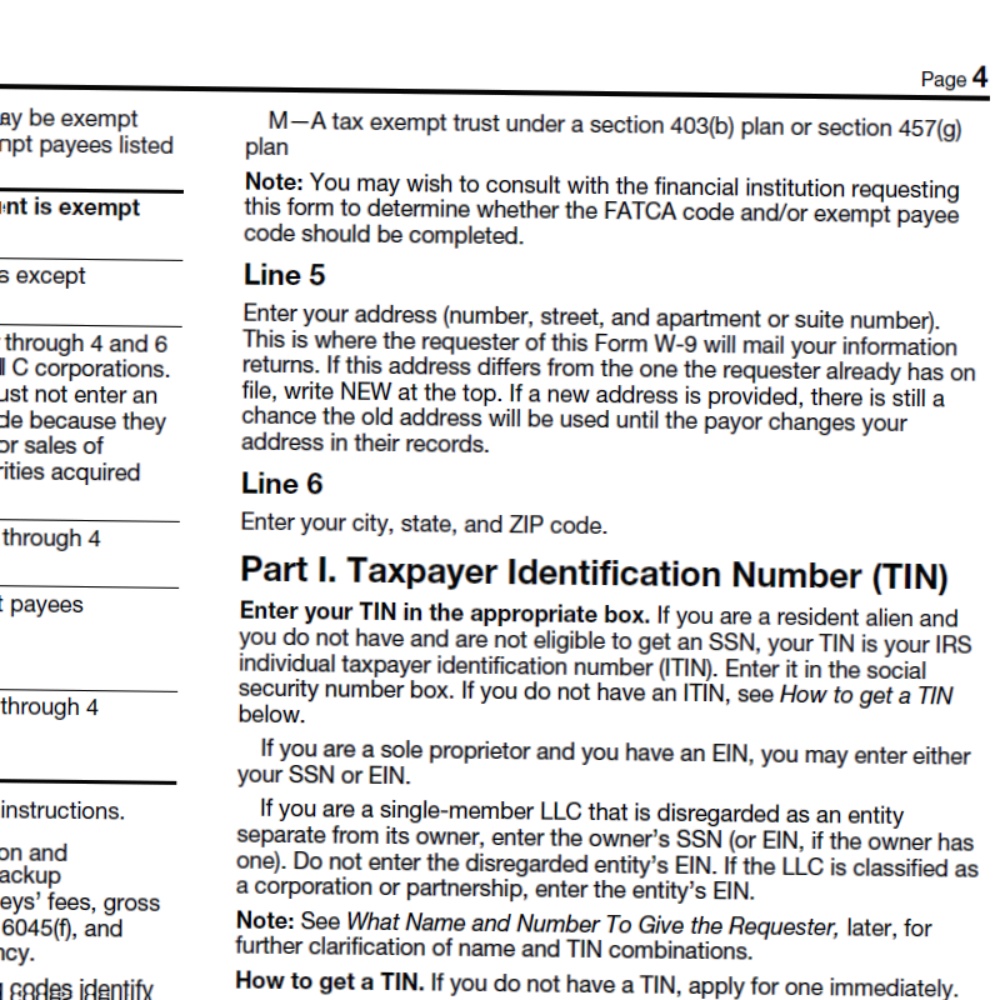 Page 4
be exempt
payees listed
is exempt
except
through 4 and 6
C corporations.
not enter an
because they
sales of
acquired
through 4
payees
through 4
instructions.
and
fees, gross
6045(f), and
codes identify
M—A tax exempt trust under a section 403(b) plan or section 457(g)
plan
Note: You may wish to consult with the financial institution requesting
this form to determine whether the FATCA code and/or exempt payee
code should be completed.
Line 5
Enter your address (number, street, and apartment or suite number).
This is where the requester of this Form W-9 will mail your information
returns. If this address differs from the one the requester already has on
file, write NEW at the top. If a new address is provided, there is still a
chance the old address will be used until the payor changes your
address in their records.
Line 6
Enter your city, state, and ZIP code.
Part I. Taxpayer Identification Number (TIN)
Enter your TIN in the appropriate box. If you are a resident alien and
you do not have and are not eligible to get an SSN, your TIN is your IRS
individual taxpayer identification number (ITIN). Enter it in the social
security number box. If you do not have an ITIN, see How to get a TIN
below.
If you are a sole proprietor and you have an EIN, you may enter either
your SSN or EIN.
If you are a single-member LLC that is disregarded as an entity
separate from its owner, enter the owner's SSN (or EIN, if the owner has
one). Do not enter the disregarded entity's EIN. If the LLC is classified as
a corporation or partnership, enter the entity's EIN.
Note: See What Name and Number To Give the Requester, later, for
further clarification of name and TIN combinations.
How to get a TIN. If you do not have a TIN, apply for one immediately.